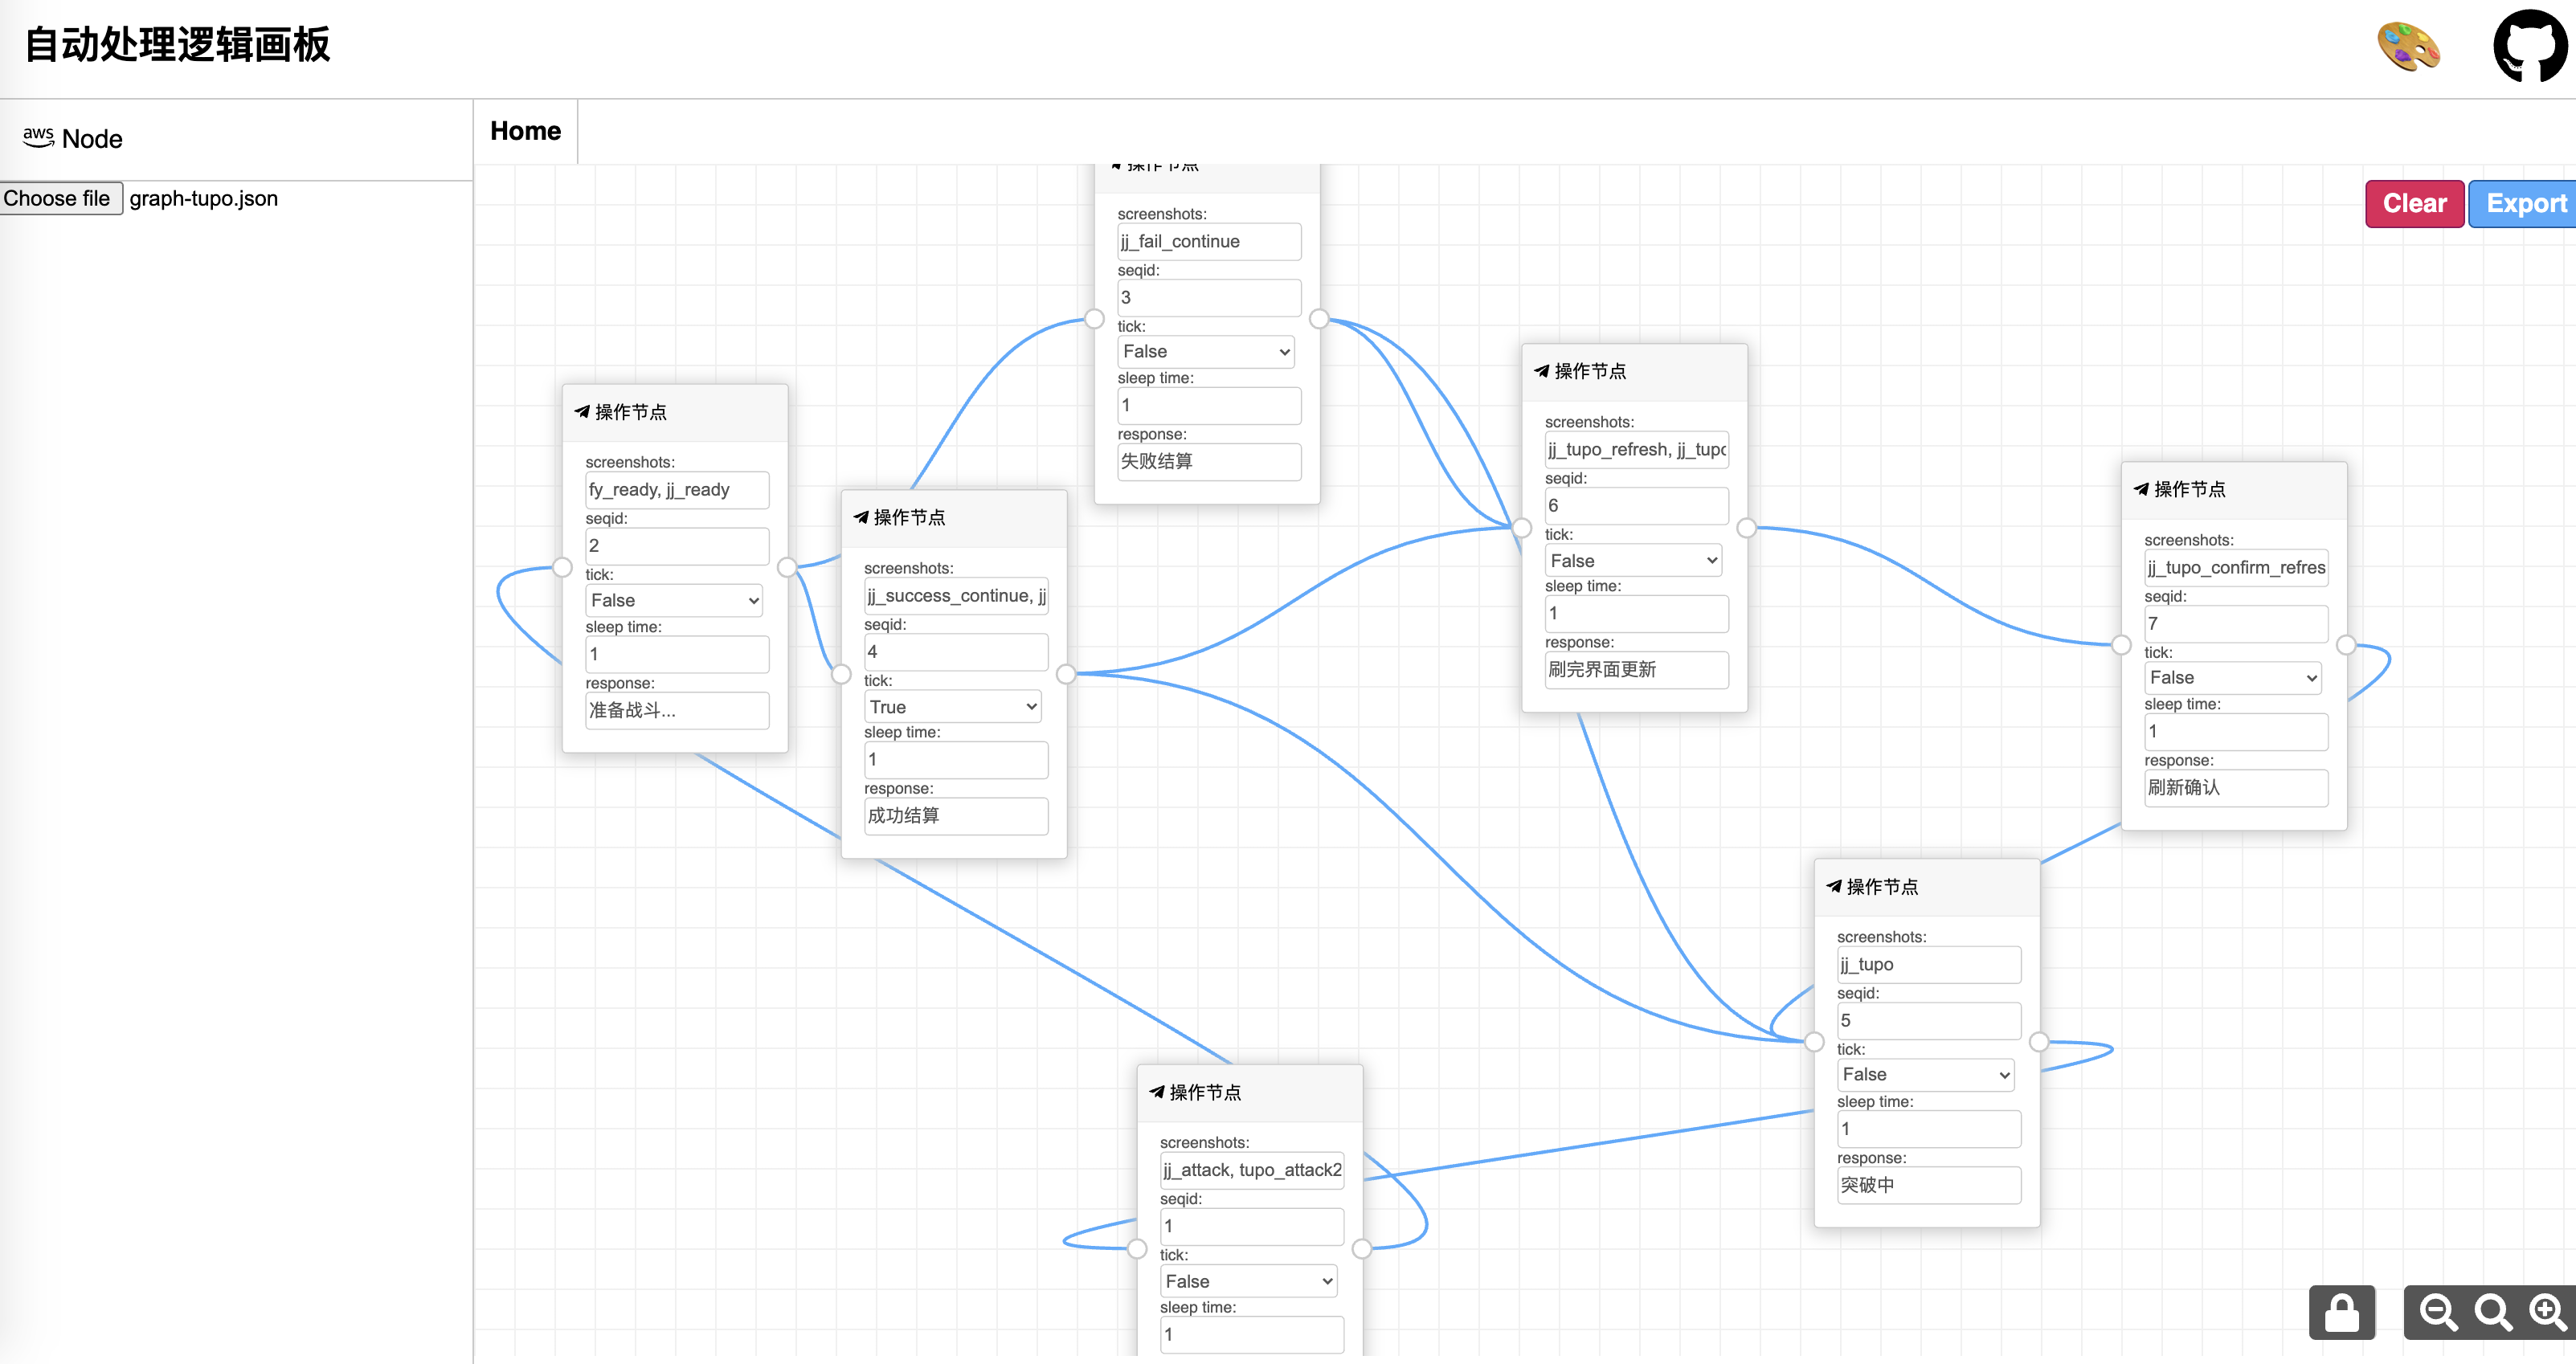 自动处理逻辑画板
aws Node
Choose file graph-tupo.json
Home
Clear
Export
操作节点
screenshots:
jj_fail_continue
seqid:
3
tick:
False
sleep time:
1
response:
失败结算
操作节点
screenshots:
fy_ready, jj_ready
seqid:
2
tick:
False
sleep time:
1
response:
准备战斗...
操作节点
screenshots:
jj_success_continue, jj
seqid:
4
tick:
True
sleep time:
1
response:
成功结算
操作节点
screenshots:
jj_tupo_refresh, jj_tupo
seqid:
6
tick:
False
sleep time:
1
response:
刷完界面更新
操作节点
screenshots:
jj_tupo_confirm_refres
seqid:
7
tick:
False
sleep time:
1
response:
刷新确认
操作节点
screenshots:
jj_tupo
seqid:
5
tick:
False
sleep time:
1
response:
突破中
操作节点
screenshots:
jj_attack, tupo_attack2
seqid:
1
tick:
False
sleep time:
1